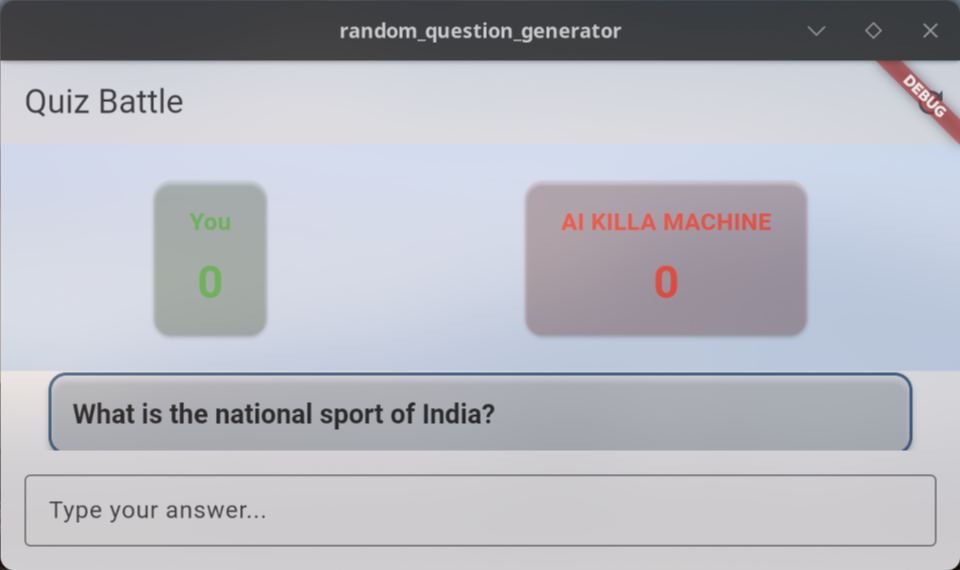 random_question_generator
Quiz Battle
DEBUG
You
AI KILLA MACHINE
0
0
What is the national sport of India?
Type your answer...